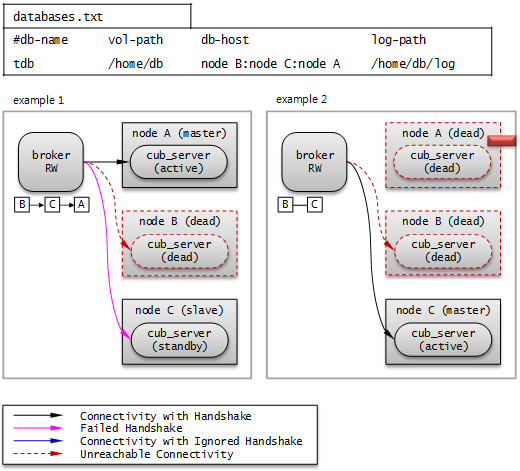 databases.txt
#db-name vol-path db-host log-path
tdb /home/db node B:node C:node A /home/db/log
example 1
example 2
node A (master)
broker
RW
cub_server
(active)
B C A
node B (dead)
cub_server
(dead)
node C (slave)
cub_server
(standby)
node A (dead)
broker
RW
cub_server
(dead)
B C
node B (dead)
cub_server
(dead)
node C (master)
cub_server
(active)
Connectivity with Handshake
Failed Handshake
Connectivity with Ignored Handshake
Unreachable Connectivity